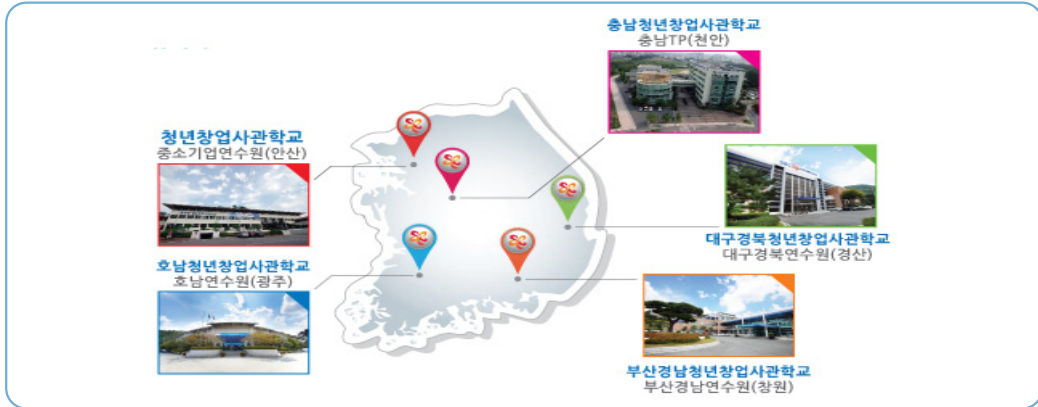 충남청년창업사관학교
충남TP(천안)
청년창업사관학교
중소기업연수원(안산)
대구경북청년창업사관학교
대구경북연수원(경산)
호남청년창업사관학교
호남연수원(광주)
부산경남청년창업사관학교
부산경남연수원(창원)